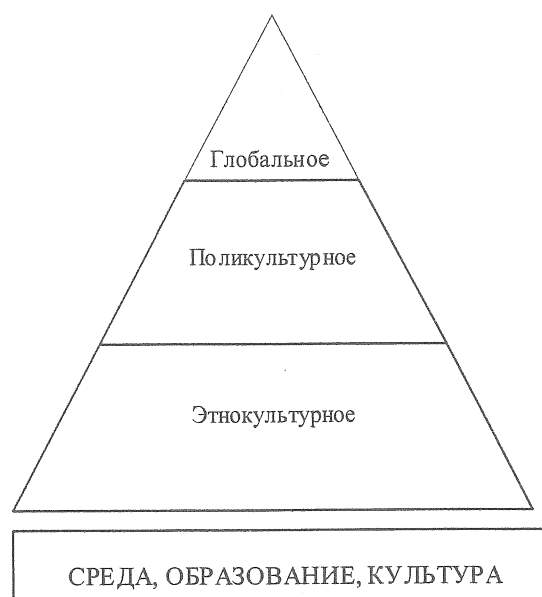 Глобальное
Поликультурное
Этнокультурное
СРЕДА, ОБРАЗОВАНИЕ, КУЛЬТУРА